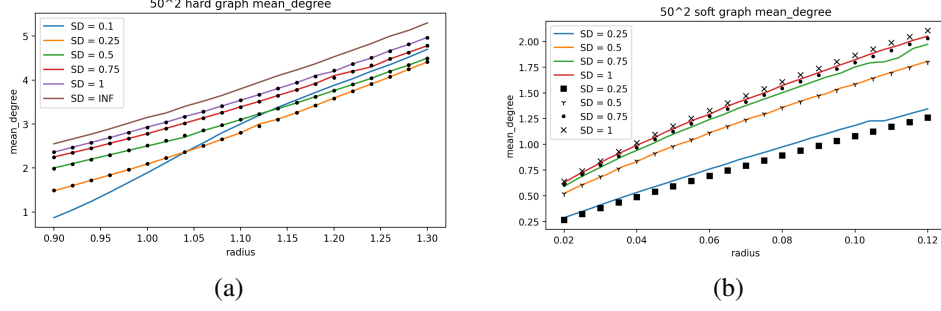 50^2 hard graph mean_degree
SD = 0.1
SD = 0.25
SD = 0.5
SD = 0.75
SD = 1
SD = INF
mean_degree
5
4
3
2
1
0.90 0.95 1.00 1.05 1.10 1.15 1.20 1.25 1.30
radius
(a)
50^2 soft graph mean_degree
SD = 0.25
SD = 0.5
SD = 0.75
SD = 1
SD = 0.25
SD = 0.5
SD = 0.75
SD = 1
mean_degree
2.00
1.75
1.50
1.25
1.00
0.75
0.50
0.25
0.02 0.04 0.06 0.08 0.10 0.12
radius
(b)